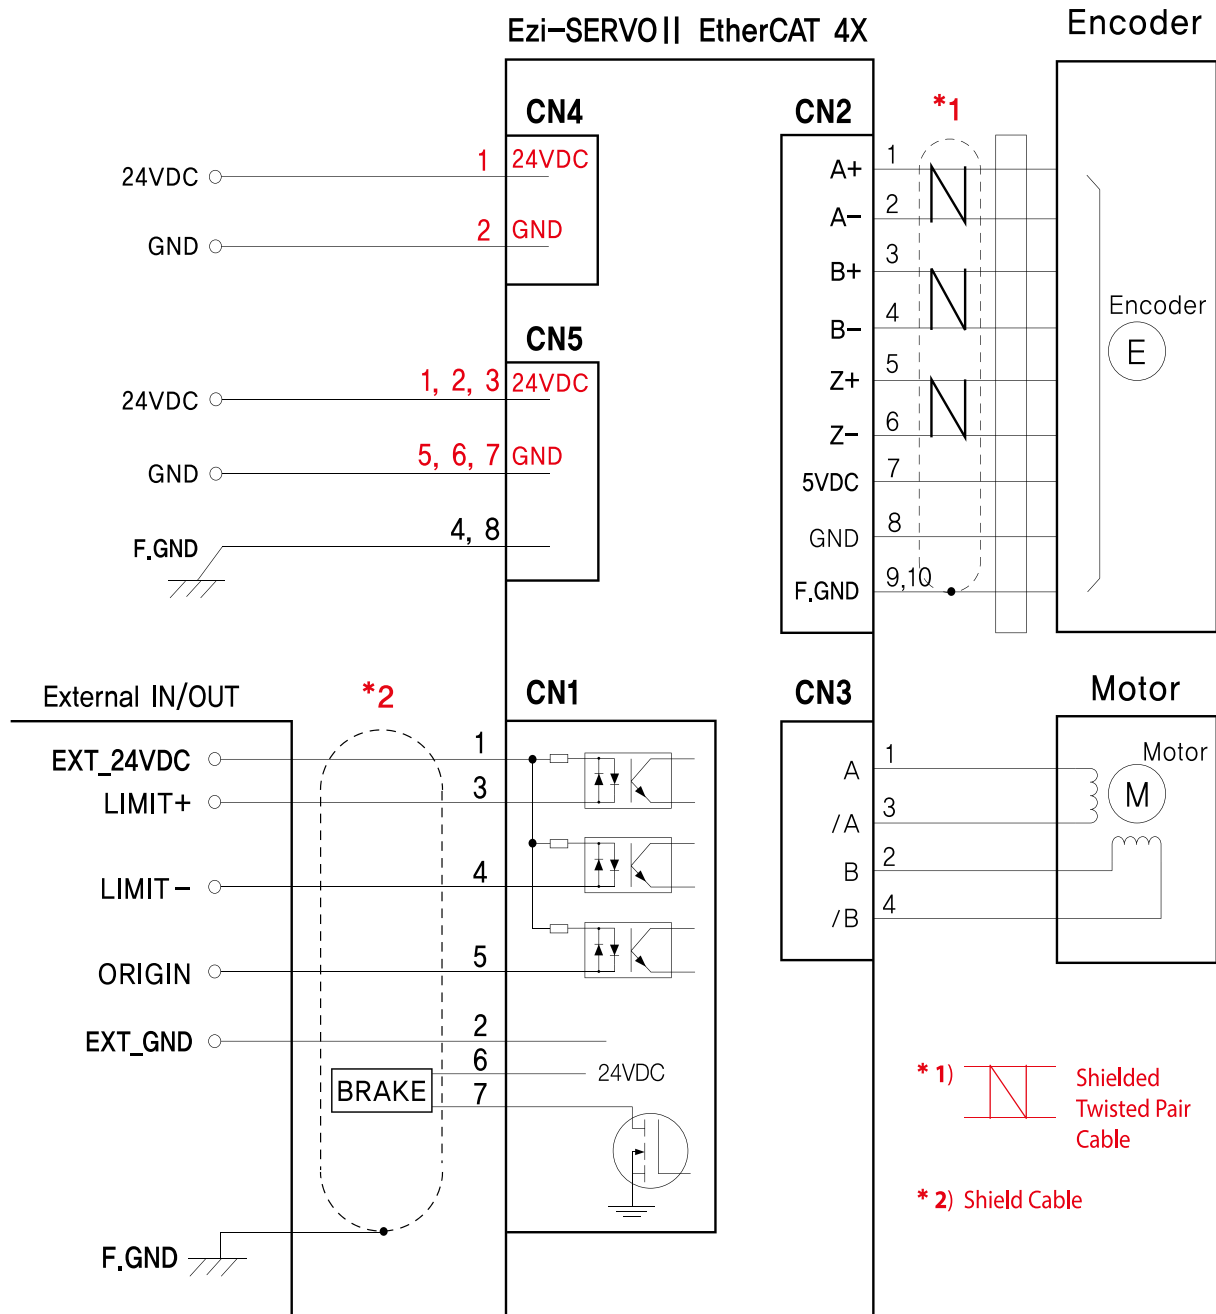 Ezi-SERVOII EtherCAT 4X
Encoder
CN4
24VDC 1 24VDC
GND 2 GND
CN5
24VDC 1, 2, 3 24VDC
GND 5, 6, 7 GND
F.GND 4, 8
CN2
*1
A+ 1
A- 2
B+ 3
B- 4
Z+ 5
Z- 6
5VDC 7
GND 8
F.GND 9,10
Encoder
E
External IN/OUT
*2
CN1
EXT_24VDC 1
LIMIT+ 3
LIMIT- 4
ORIGIN 5
EXT_GND 2
BRAKE
6 24VDC
7
F.GND
CN3
Motor
A 1
/A 3
B 2
/B 4
Motor
M
* 1) Shielded
Twisted Pair
Cable
* 2) Shield Cable